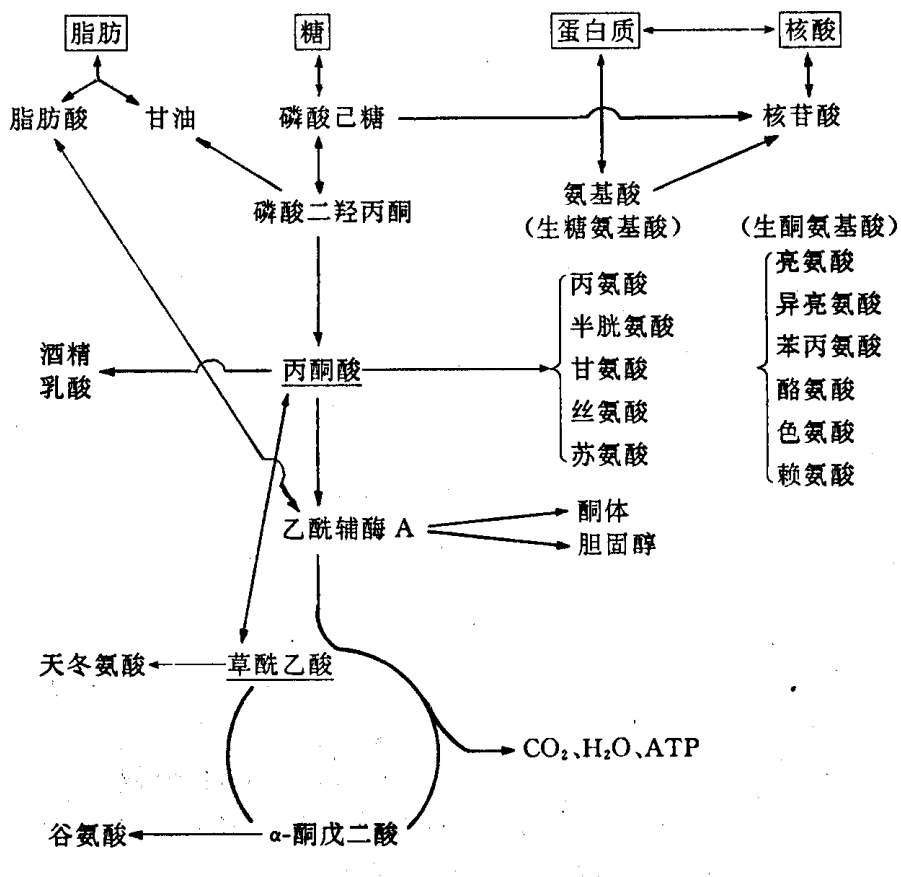 脂肪
糖
蛋白质
核酸
脂肪酸
甘油
磷酸己糖
核苷酸
磷酸二羟丙酮
氨基酸
(生糖氨基酸)
(生酮氨基酸)
丙氨酸
半胱氨酸
甘氨酸
丝氨酸
苏氨酸
亮氨酸
异亮氨酸
苯丙氨酸
酪氨酸
色氨酸
赖氨酸
酒精
乳酸
丙酮酸
乙酰辅酶 A
酮体
胆固醇
天冬氨酸
草酰乙酸
CO₂、H₂O、ATP
谷氨酸
α-酮戊二酸